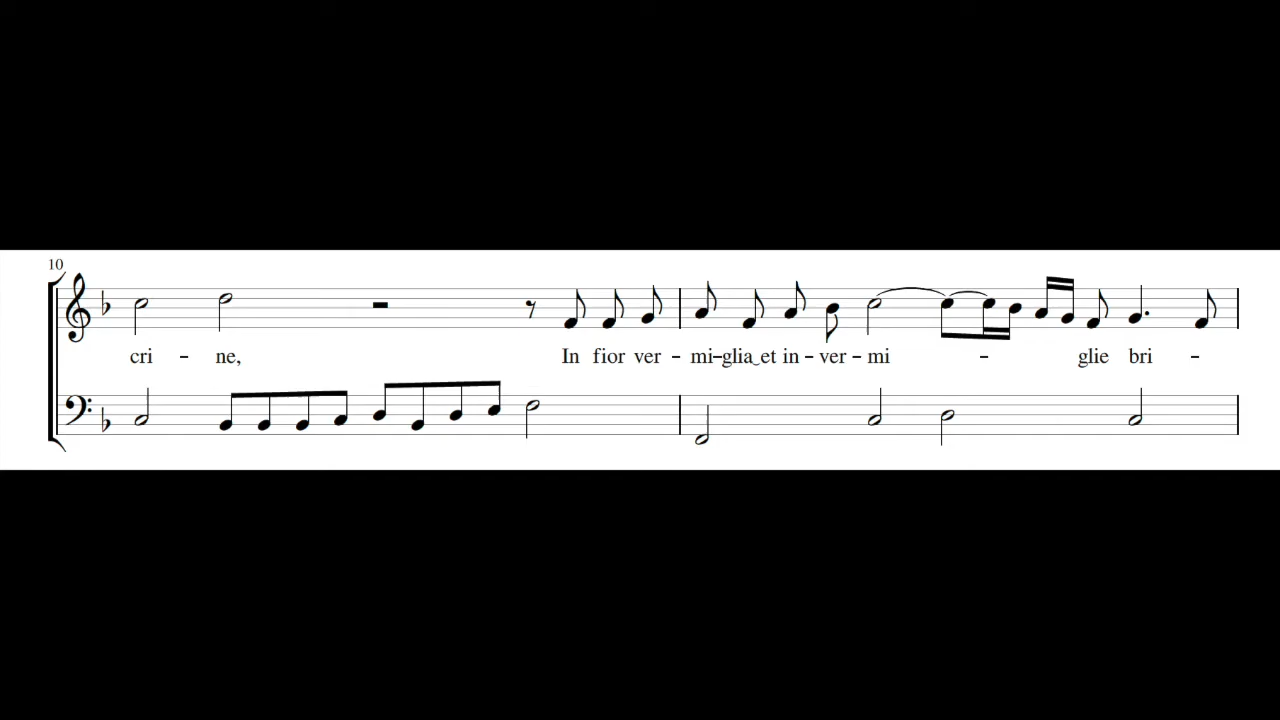 10
cri – ne, In fior ver – mi – glia‿et in – ver – mi – glie bri –